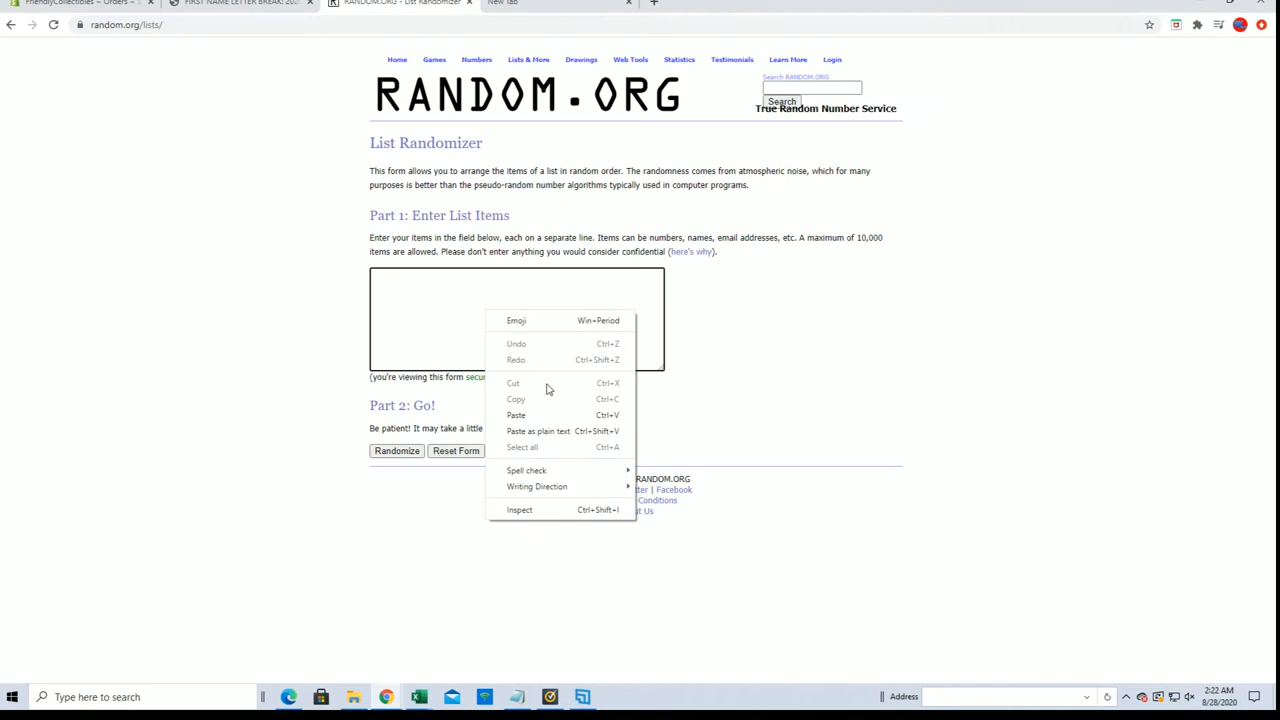 FriendlyCollectibles - Orders -
FIRST NAME LETTER BREAK: 202
RANDOM.ORG - List Randomizer
New Tab
random.org/lists/
Home Games Numbers Lists & More Drawings Web Tools Statistics Testimonials Learn More Login
RANDOM.ORG
Search RANDOM.ORG
Search
True Random Number Service
List Randomizer
This form allows you to arrange the items of a list in random order. The randomness comes from atmospheric noise, which for many
purposes is better than the pseudo-random number algorithms typically used in computer programs.
Part 1: Enter List Items
Enter your items in the field below, each on a separate line. Items can be numbers, names, email addresses, etc. A maximum of 10,000
items are allowed. Please don't enter anything you would consider confidential (here's why).
Emoji Win+Period
Undo Ctrl+Z
Redo Ctrl+Shift+Z
(you're viewing this form secu
Cut Ctrl+X
Copy Ctrl+C
Part 2: Go!
Paste Ctrl+V
Be patient! It may take a little
Paste as plain text Ctrl+Shift+V
Randomize Reset Form
Select all Ctrl+A
Spell check
RANDOM.ORG
Writing Direction
tter | Facebook
Conditions
Inspect Ctrl+Shift+I
ut Us
Type here to search
Address
2:22 AM
8/28/2020